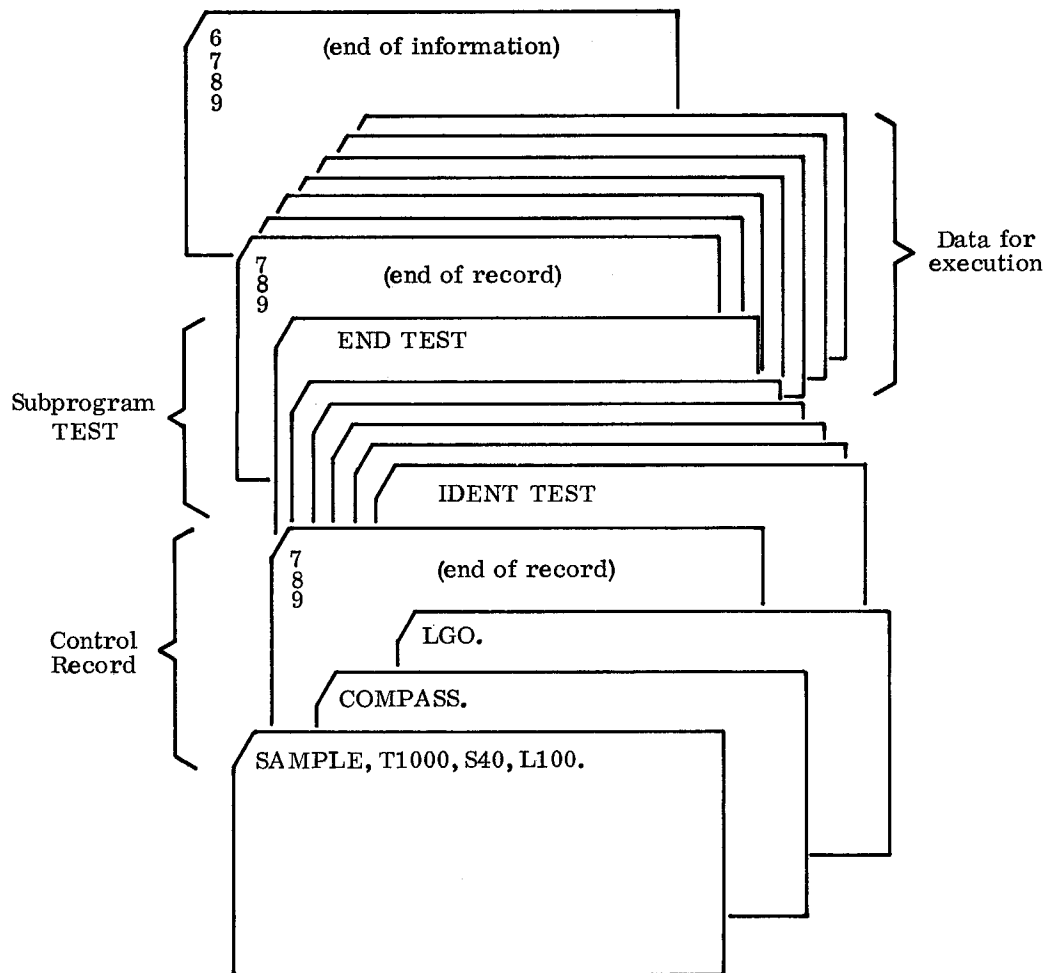 6
7
8
9
(end of information)
7
8
9
(end of record)
Data for
execution
END TEST
Subprogram
TEST
IDENT TEST
7
8
9
(end of record)
Control
Record
LGO.
COMPASS.
SAMPLE, T1000, S40, L100.